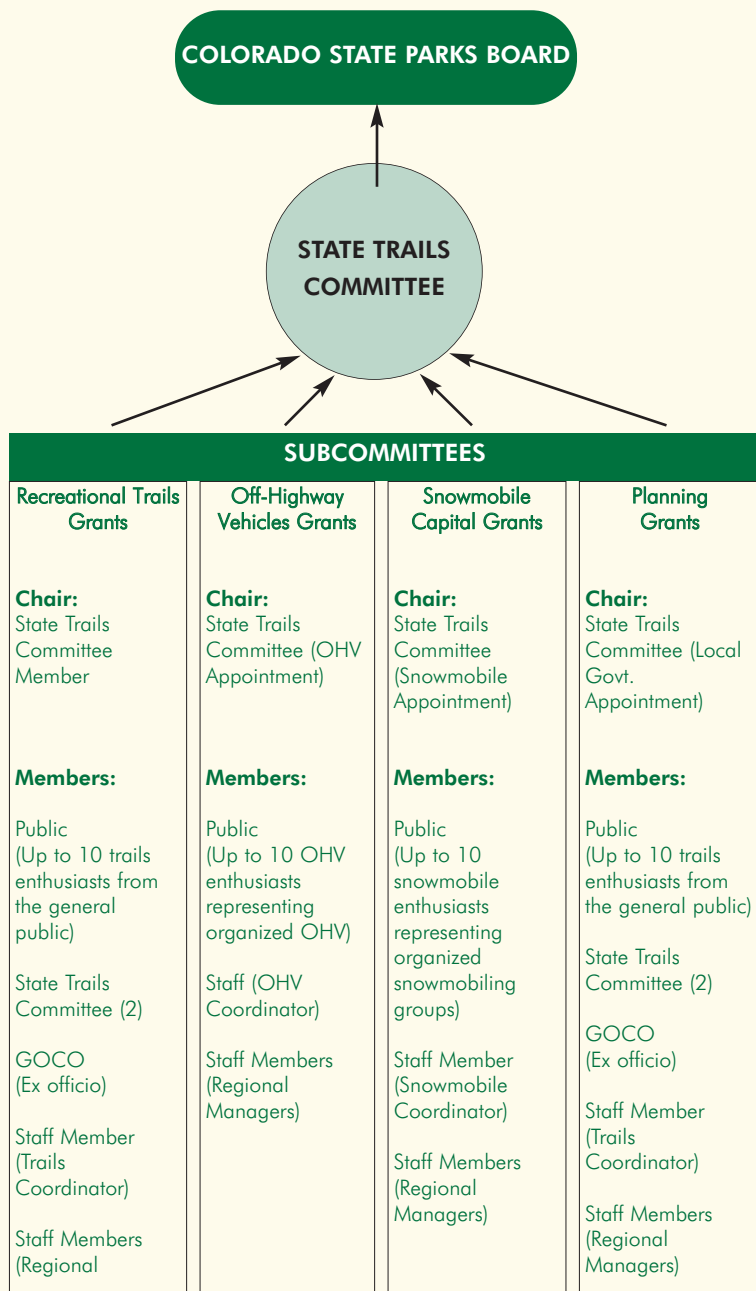 COLORADO STATE PARKS BOARD
STATE TRAILS
COMMITTEE
SUBCOMMITTEES
Recreational Trails
Grants
Chair:
State Trails
Committee
Member
Members:
Public
(Up to 10 trails
enthusiasts from
the general
public)
State Trails
Committee (2)
GOCO
(Ex officio)
Staff Member
(Trails
Coordinator)
Staff Members
(Regional
Off-Highway
Vehicles Grants
Chair:
State Trails
Committee (OHV
Appointment)
Members:
Public
(Up to 10 OHV
enthusiasts
representing
organized OHV)
Staff (OHV
Coordinator)
Staff Members
(Regional
Managers)
Snowmobile
Capital Grants
Chair:
State Trails
Committee
(Snowmobile
Appointment)
Members:
Public
(Up to 10
snowmobile
enthusiasts
representing
organized
snowmobiling
groups)
Staff Member
(Snowmobile
Coordinator)
Staff Members
(Regional
Managers)
Planning
Grants
Chair:
State Trails
Committee (Local
Govt.
Appointment)
Members:
Public
(Up to 10 trails
enthusiasts from
the general public)
State Trails
Committee (2)
GOCO
(Ex officio)
Staff Member
(Trails
Coordinator)
Staff Members
(Regional
Managers)